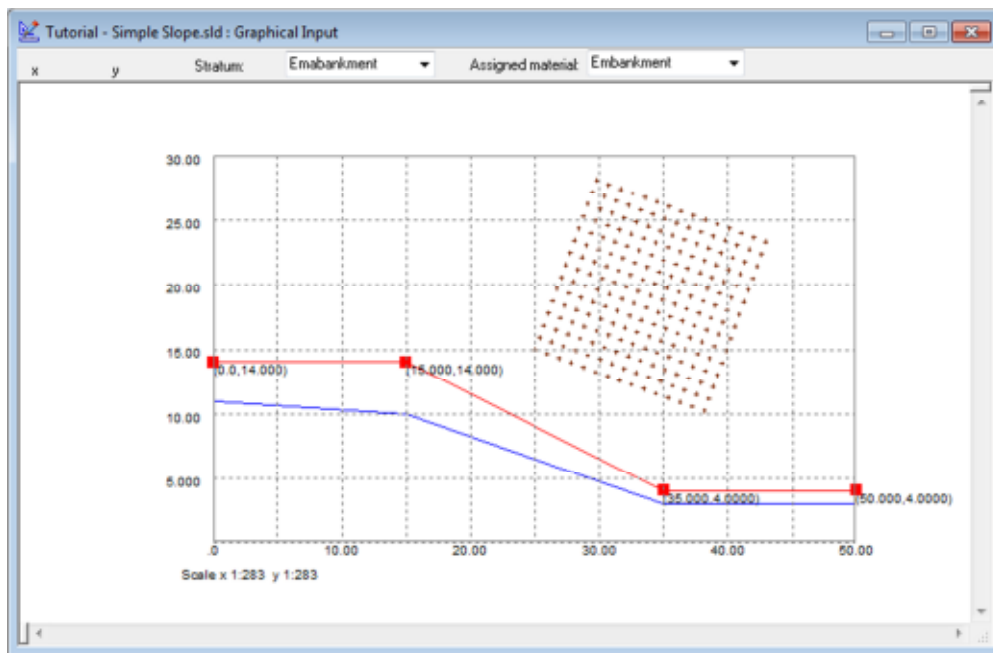 Tutorial - Simple Slope.sld : Graphical Input
x y Stratum: Emabankment Assigned material: Embankment
30.00
25.00
20.00
15.00
(0.0,14.000) (15.000,14.000)
10.00
5.000
(35.000,4.0000) (50.000,4.0000)
.0 10.00 20.00 30.00 40.00 50.00
Scale x 1:283 y 1:283